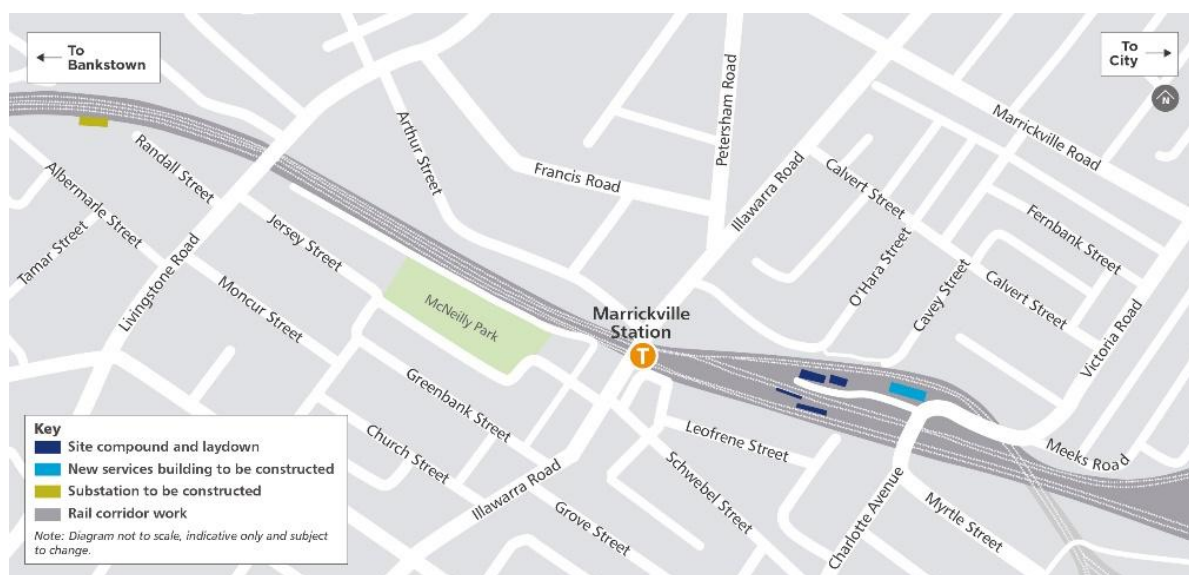 To
Bankstown
To
City
N
Marrickville Road
Petersham Road
Arthur Street
Randall Street
Francis Road
Illawarra Road
Calvert Street
Albermarle Street
Fernbank Street
Jersey Street
O'Hara Street
Tamar Street
Livingstone Road
Cavey Street
Calvert Street
Moncur Street
McNeilly Park
Marrickville
Station
T
Victoria Road
Greenbank Street
Leofrene Street
Meeks Road
Church Street
Schwebel Street
Illawarra Road
Charlotte Avenue
Myrtle Street
Grove Street
Key
Site compound and laydown
New services building to be constructed
Substation to be constructed
Rail corridor work
Note: Diagram not to scale, indicative only and subject
to change.